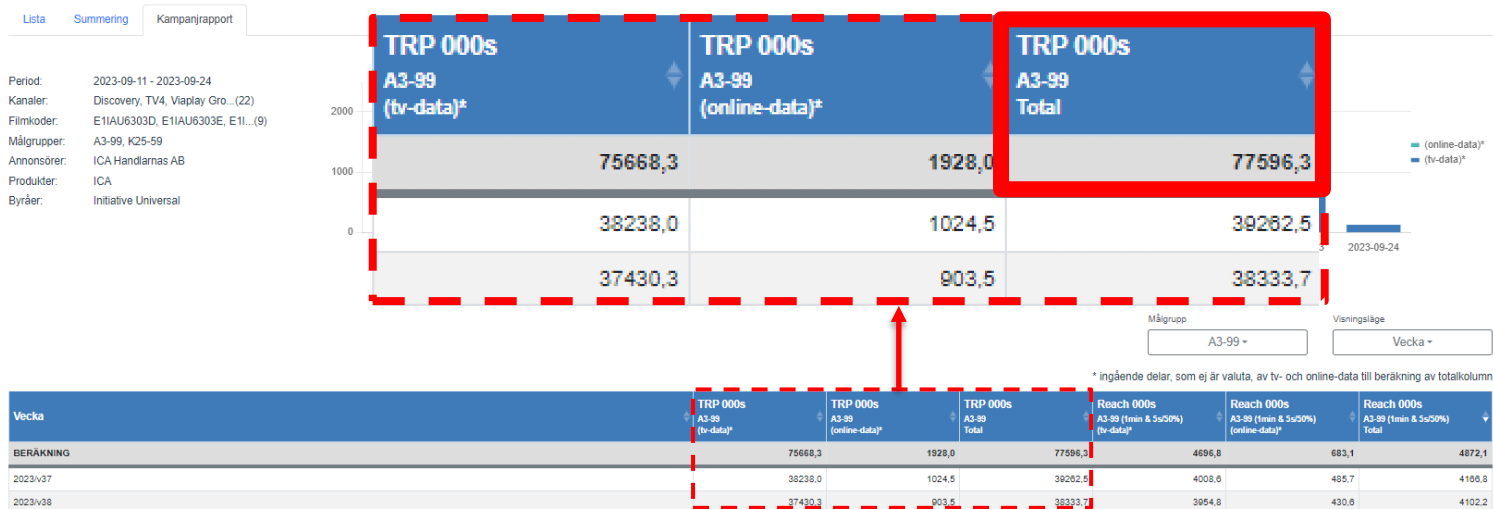 Lista Summering Kampanjrapport
Period: 2023-09-11 - 2023-09-24
Kanaler: Discovery, TV4, Viaplay Gro...(22)
Filmkoder: E1IAU6303D, E1IAU6303E, E1I...(9)
Målgrupper: A3-99, K25-59
Annonsörer: ICA Handlarnas AB
Produkter: ICA
Byråer: Initiative Universal
2000
1000
0
TRP 000s TRP 000s TRP 000s
A3-99 A3-99 A3-99
(tv-data)* (online-data)* Total
75668,3 1928,0 77596,3
38238,0 1024,5 39262,5
37430,3 903,5 38333,7
(online-data)*
(tv-data)*
3 2023-09-24
Målgrupp Visningsläge
A3-99 Vecka
* ingående delar, som ej är valuta, av tv- och online-data till beräkning av totalkolumn
Vecka TRP 000s TRP 000s TRP 000s Reach 000s Reach 000s Reach 000s
A3-99 A3-99 A3-99 A3-99 (1min & 5s/50%) A3-99 (1min & 5s/50%) A3-99 (1min & 5s/50%)
(tv-data)* (online-data)* Total (tv-data)* (online-data)* Total
BERÄKNING 75668,3 1928,0 77596,3 4696,8 683,1 4872,1
2023/v37 38238,0 1024,5 39262,5 4008,6 485,7 4166,8
2023/v38 37430,3 903,5 38333,7 3954,8 430,6 4102,2